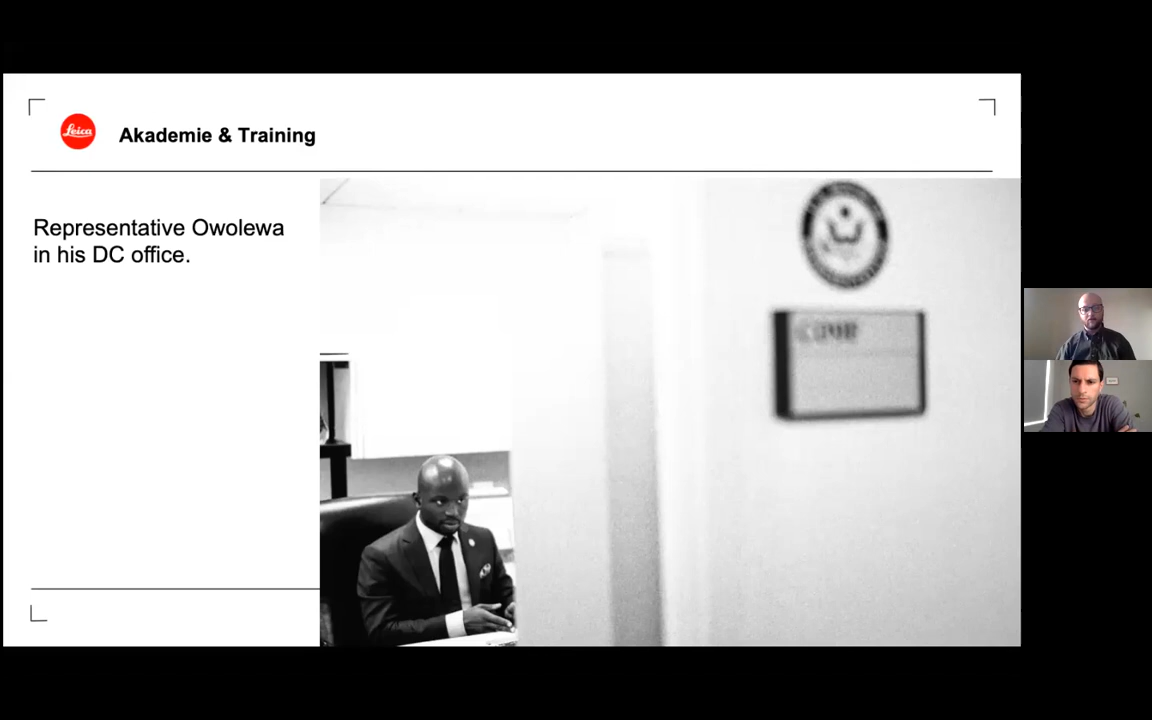 Leica
Akademie & Training
Representative Owolewa
in his DC office.